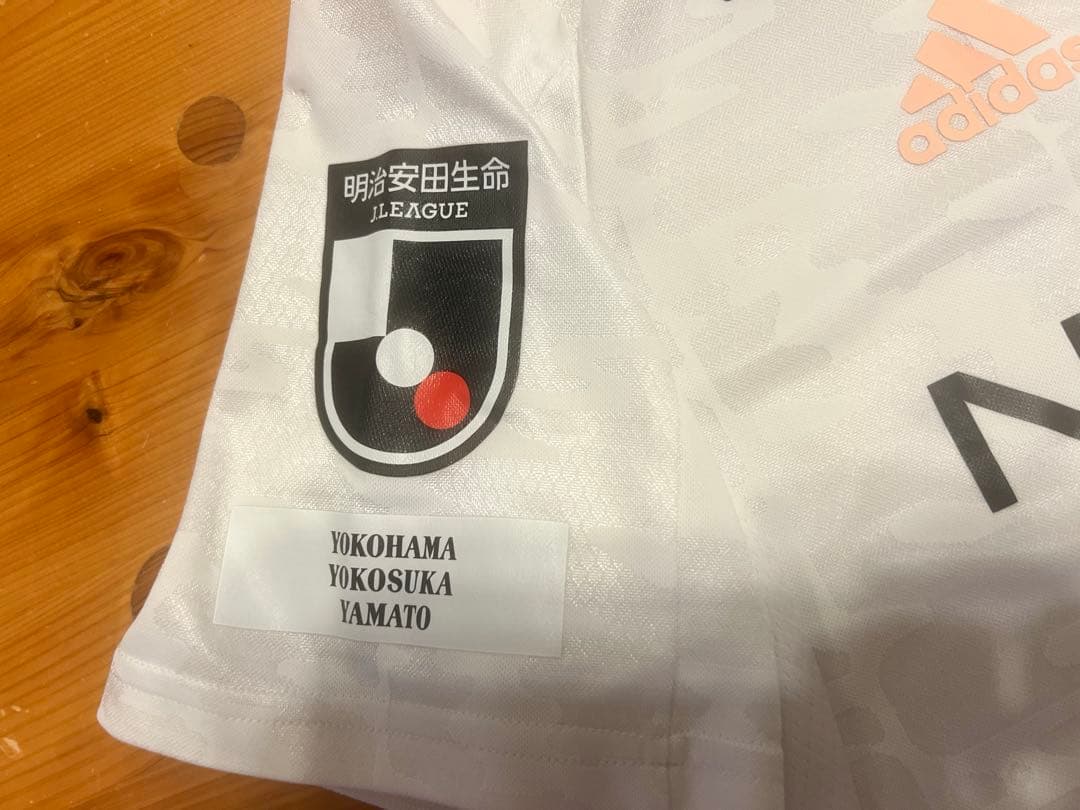 明治安田生命
J.LEAGUE
adidas
YOKOHAMA
YOKOSUKA
YAMATO